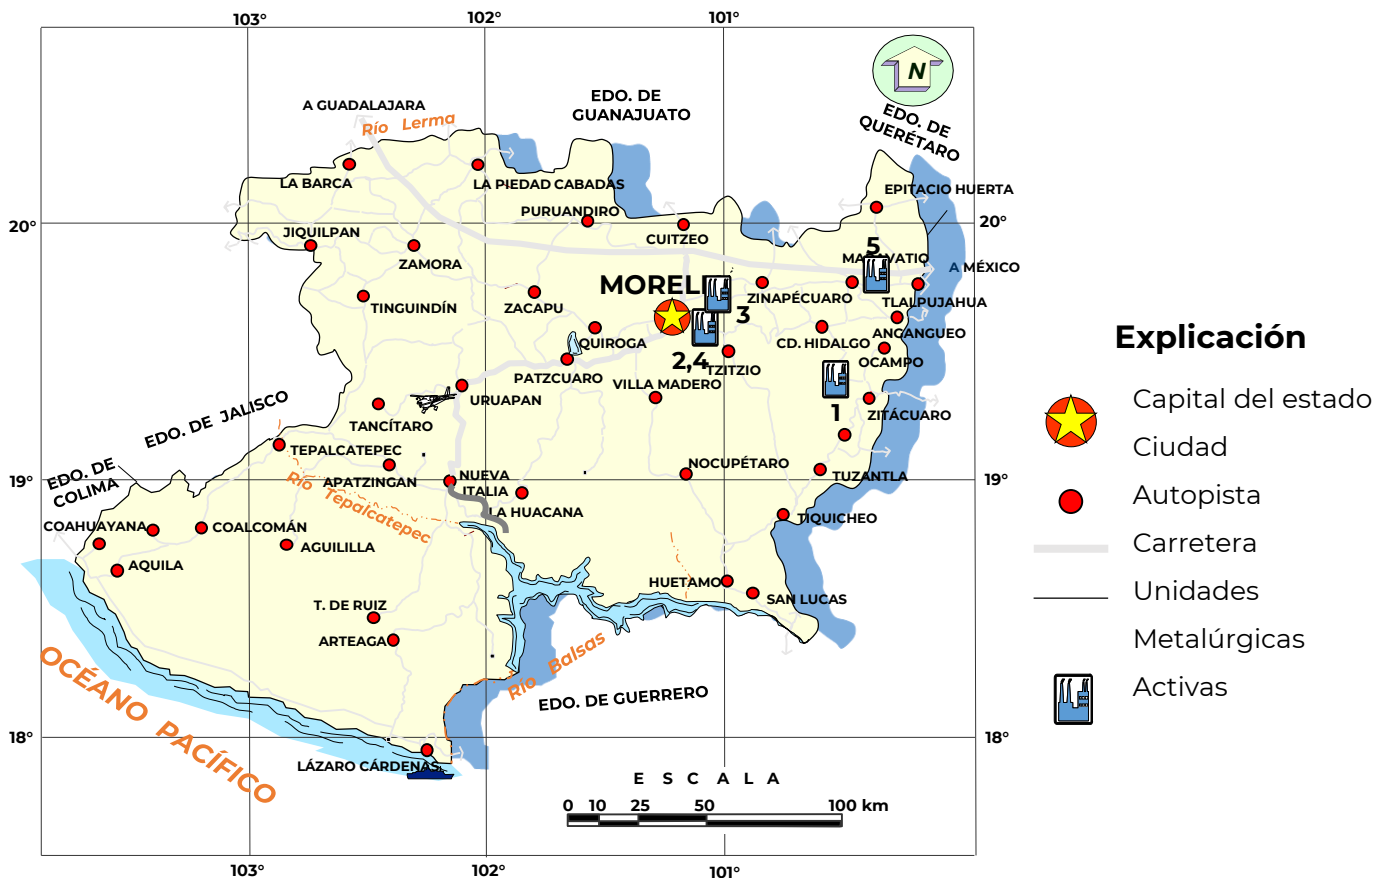 103°
102°
101°
N
A GUADALAJARA
Río Lerma
EDO. DE
GUANAJUATO
EDO. DE
QUERÉTARO
LA BARCA
LA PIEDAD CABADAS
EPITACIO HUERTA
PURUANDIRO
20°
20°
JIQUILPAN
CUITZEO
5
ZAMORA
A MÉXICO
MORELI
TINGUINDÍN
ZACAPU
3
ZINAPÉCUARO
TLALPUJAHUA
QUIROGA
CD. HIDALGO
ANGANGUEO
2,4
TZITZIO
OCAMPO
PATZCUARO
VILLA MADERO
URUAPAN
1
ZITÁCUARO
EDO. DE JALISCO
TANCÍTARO
TEPALCATEPEC
EDO. DE
COLIMA
APATZINGAN
NUEVA
ITALIA
NOCUPÉTARO
TUZANTLA
19°
19°
Río Tepalcatepec
LA HUACANA
TIQUICHEO
COAHUAYANA
COALCOMÁN
AGUILILLA
AQUILA
HUETAMO
SAN LUCAS
T. DE RUIZ
ARTEAGA
Río Balsas
EDO. DE GUERRERO
OCÉANO PACÍFICO
18°
18°
LÁZARO CÁRDENAS
E S C A L A
0 10 25 50 100 km
103°
102°
101°
Explicación
Capital del estado
Ciudad
Autopista
Carretera
Unidades
Metalúrgicas
Activas